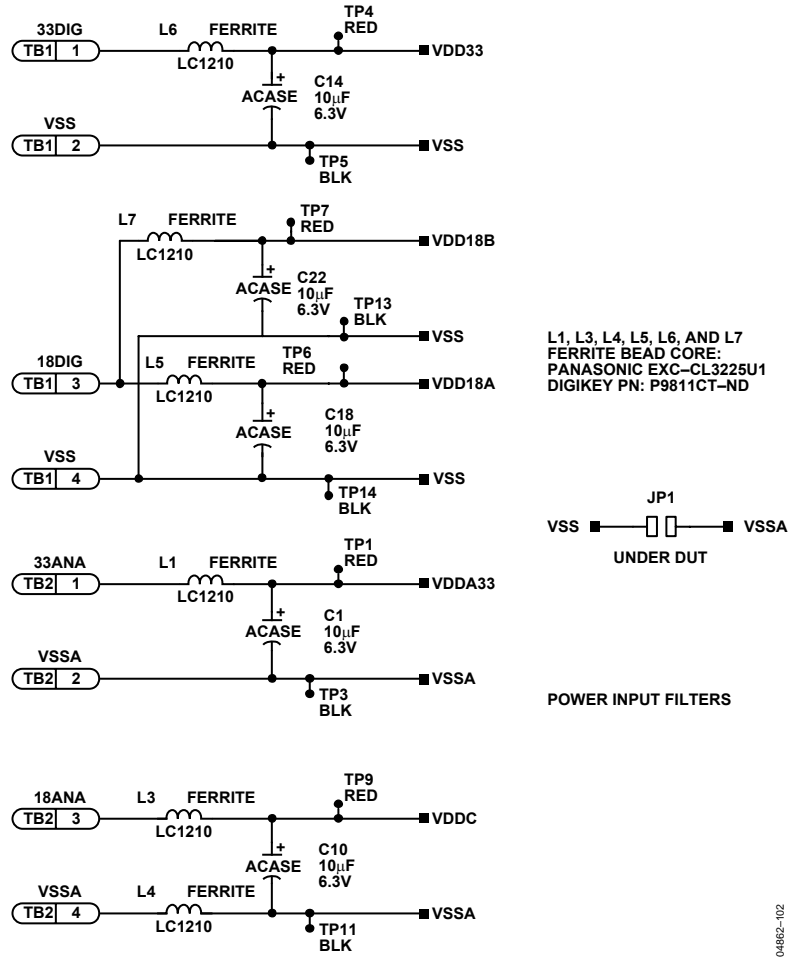 TP4
RED
33DIG
L6 FERRITE
TB1 1
LC1210
VDD33
+
ACASE
C14
10µF
6.3V
VSS
TB1 2
VSS
TP5
BLK
TP7
RED
L7 FERRITE
LC1210
VDD18B
+
ACASE
C22
10µF
6.3V
TP13
BLK
VSS
18DIG
L5 FERRITE
TP6
RED
TB1 3
LC1210
VDD18A
+
ACASE
C18
10µF
6.3V
VSS
TB1 4
VSS
TP14
BLK
33ANA
L1 FERRITE
TP1
RED
TB2 1
LC1210
VDDA33
+
ACASE
C1
10µF
6.3V
VSSA
TB2 2
VSSA
TP3
BLK
18ANA
L3 FERRITE
TP9
RED
TB2 3
LC1210
VDDC
+
ACASE
C10
10µF
6.3V
VSSA
L4 FERRITE
TB2 4
LC1210
VSSA
TP11
BLK
L1, L3, L4, L5, L6, AND L7
FERRITE BEAD CORE:
PANASONIC EXC–CL3225U1
DIGIKEY PN: P9811CT–ND
JP1
VSS VSSA
UNDER DUT
POWER INPUT FILTERS
04862–102